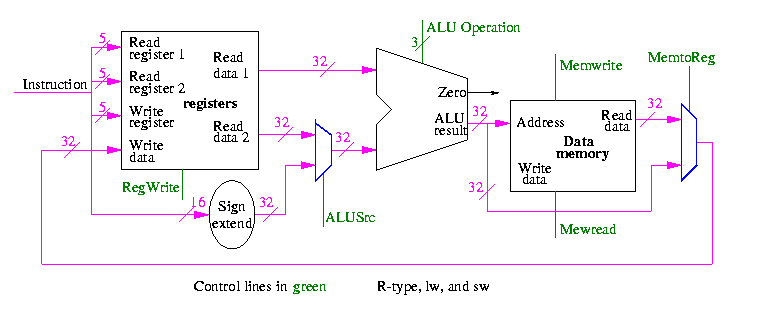 ALU Operation
3
5
Read
register 1
Read
data 1
32
Memwrite
MemtoReg
5
Read
register 2
Instruction
registers
Zero
5
Write
register
32
ALU
result
32
Address
Read
data
32
Read
data 2
32
32
Write
data
32
Data
memory
Write
data
RegWrite
16
Sign
extend
32
ALUSrc
32
Mewread
Control lines in green
R-type, lw, and sw